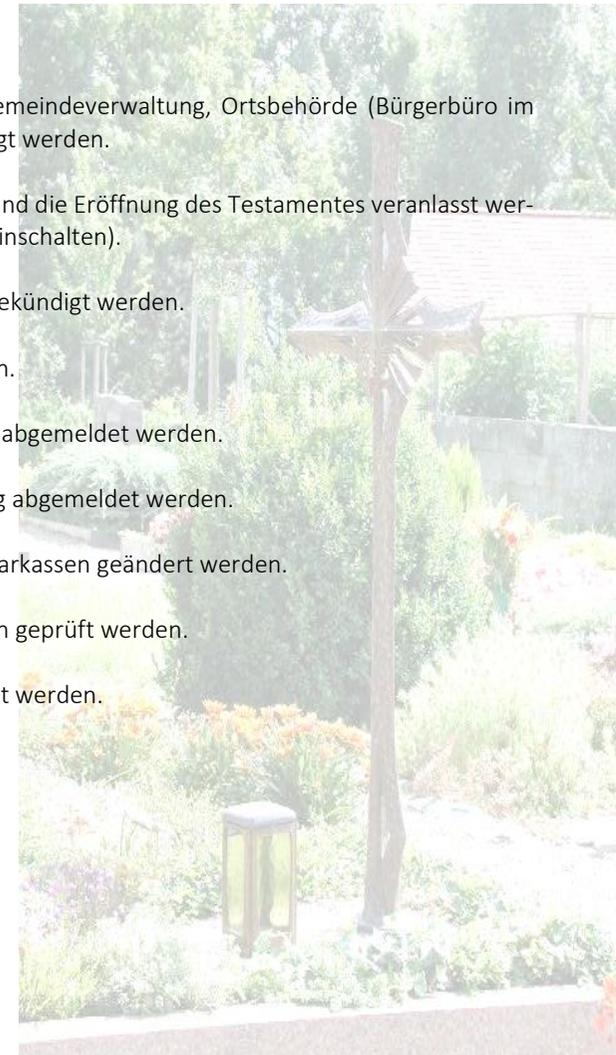 emeindeverwaltung, Ortsbehörde (Bürgerbüro im
gt werden.
nd die Eröffnung des Testamentes veranlasst wer-
inschalten).
ekündigt werden.
n.
abgemeldet werden.
g abgemeldet werden.
arkassen geändert werden.
n geprüft werden.
t werden.